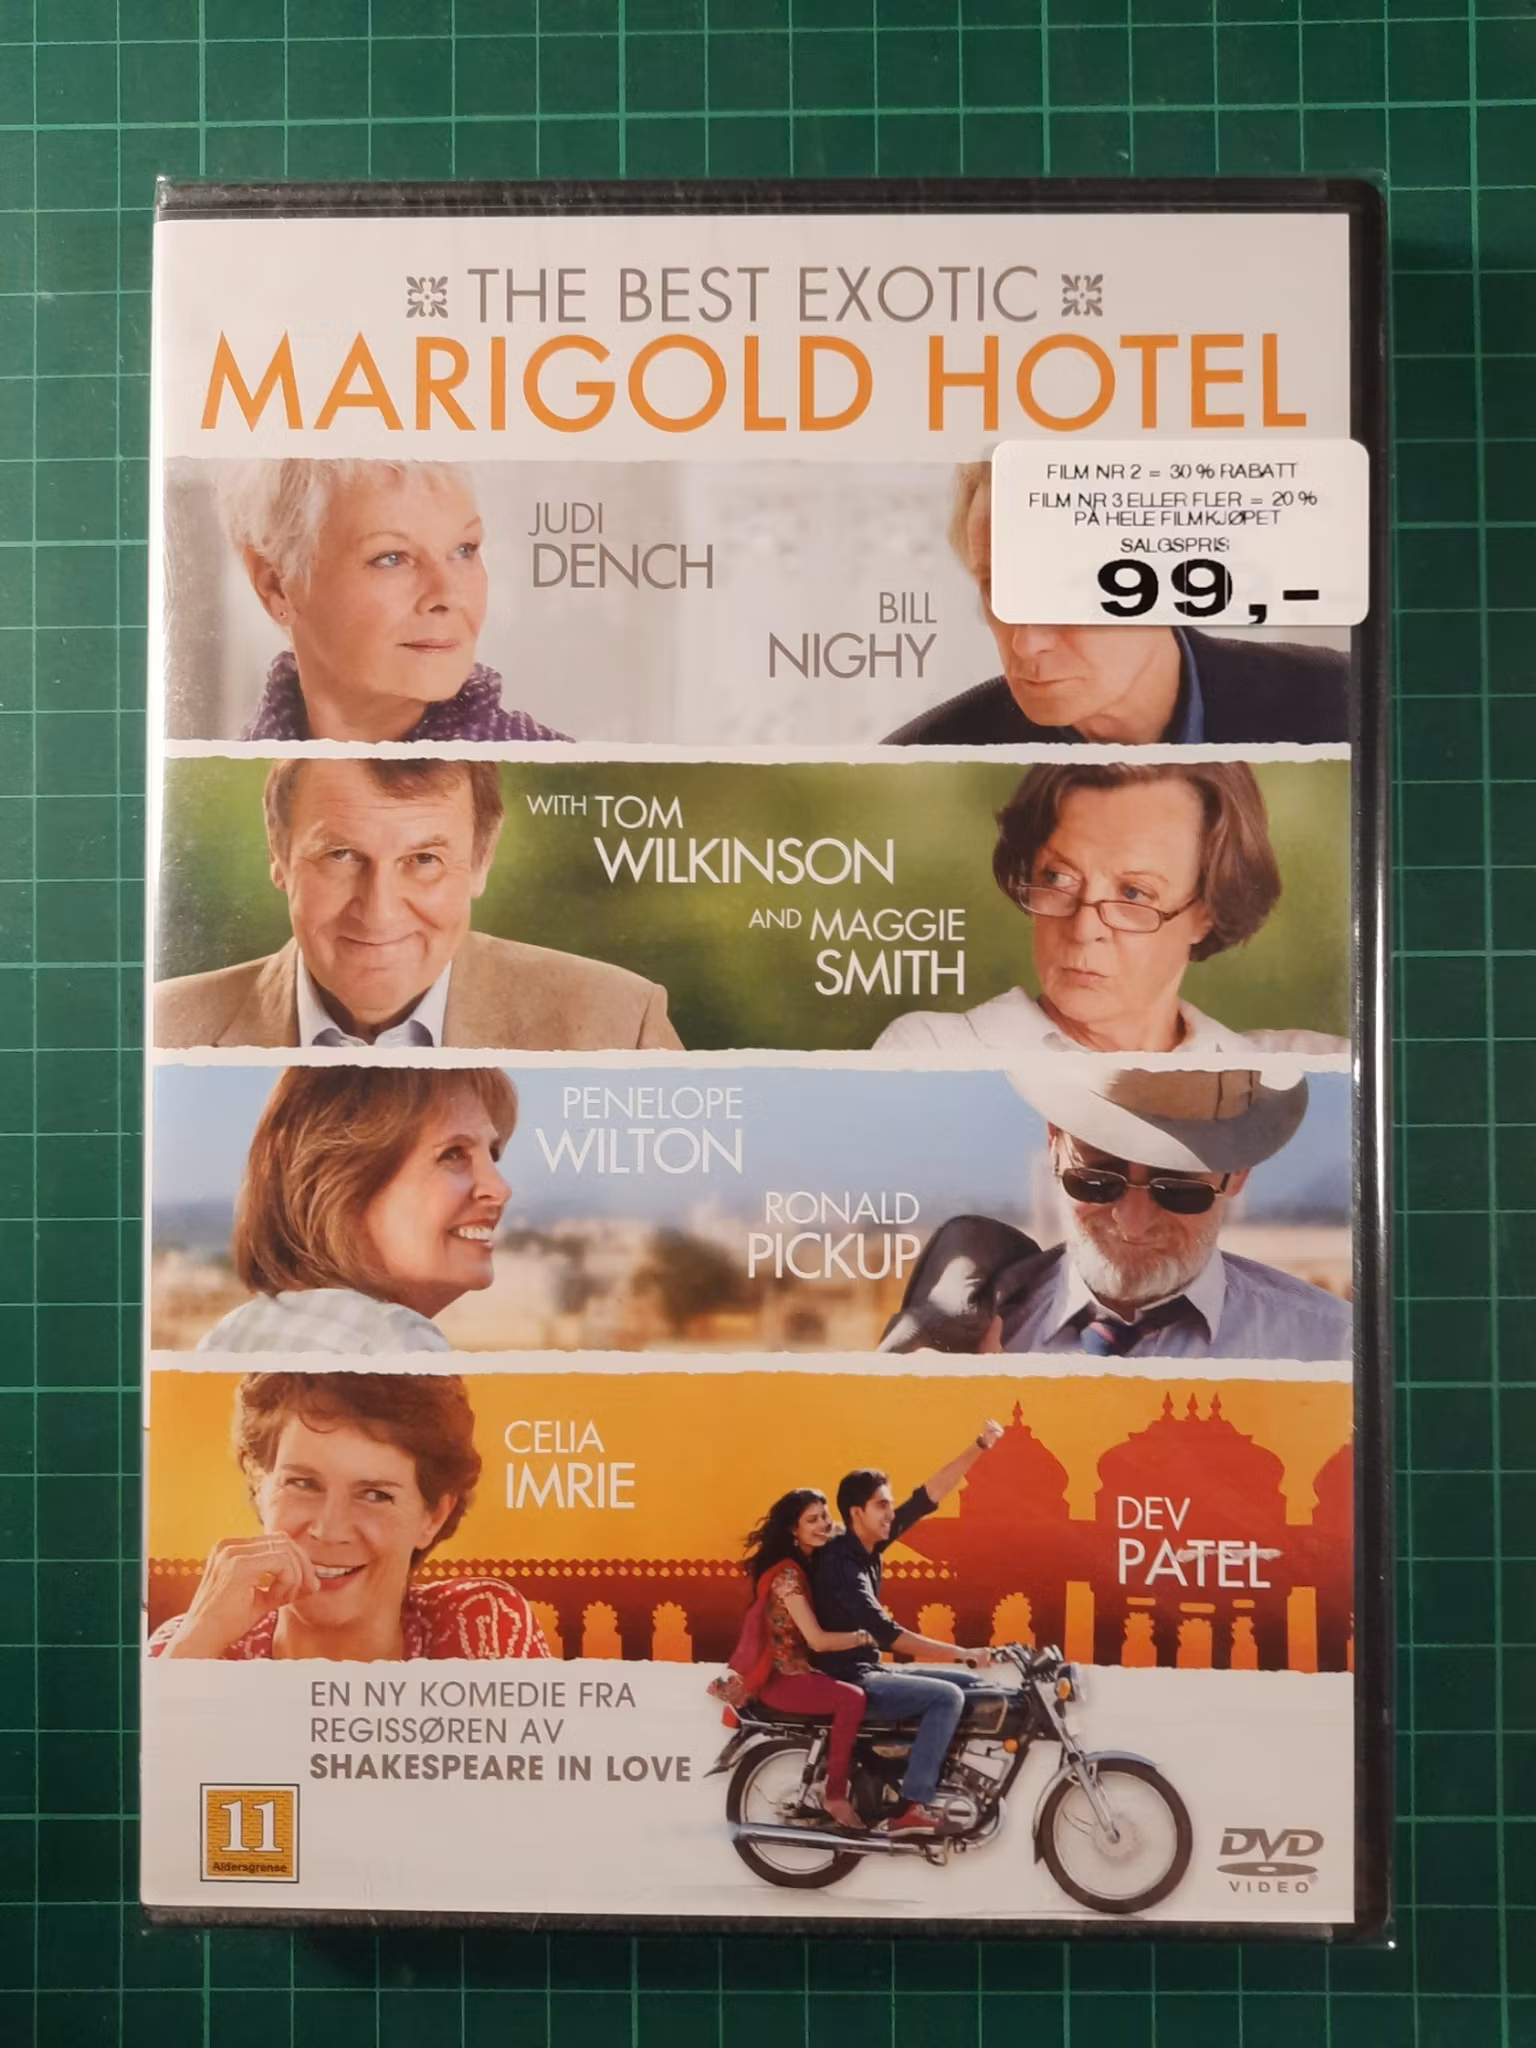 THE BEST EXOTIC
MARIGOLD HOTEL
FILM NR 2 = 30 % RABATT
FILM NR 3 ELLER FLER = 20 %
PÅ HELE FILMKJØPET
SALGSPRIS
99,-
JUDI
DENCH
BILL
NIGHY
WITH TOM
WILKINSON
AND MAGGIE
SMITH
PENELOPE
WILTON
RONALD
PICKUP
CELIA
IMRIE
DEV
PATEL
EN NY KOMEDIE FRA
REGISSØREN AV
SHAKESPEARE IN LOVE
11
Aldersgrense
DVD
VIDEO